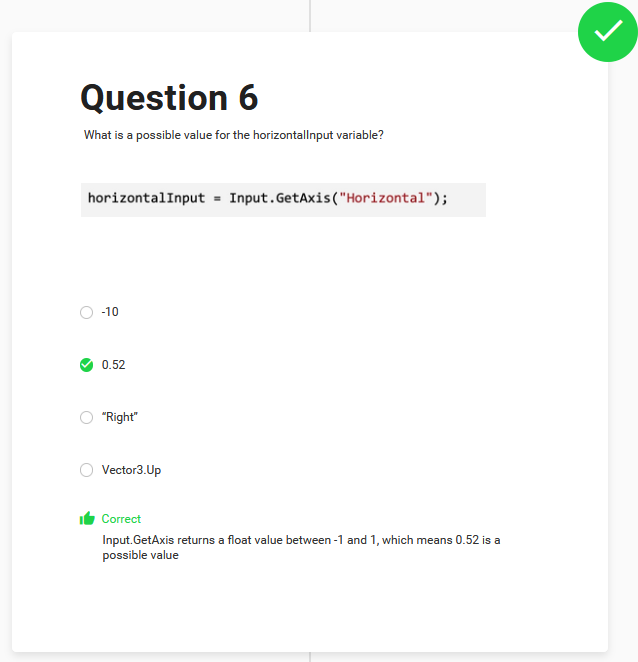 Question 6
What is a possible value for the horizontalInput variable?
horizontalInput = Input.GetAxis("Horizontal");
-10
0.52
“Right”
Vector3.Up
Correct
Input.GetAxis returns a float value between -1 and 1, which means 0.52 is a
possible value